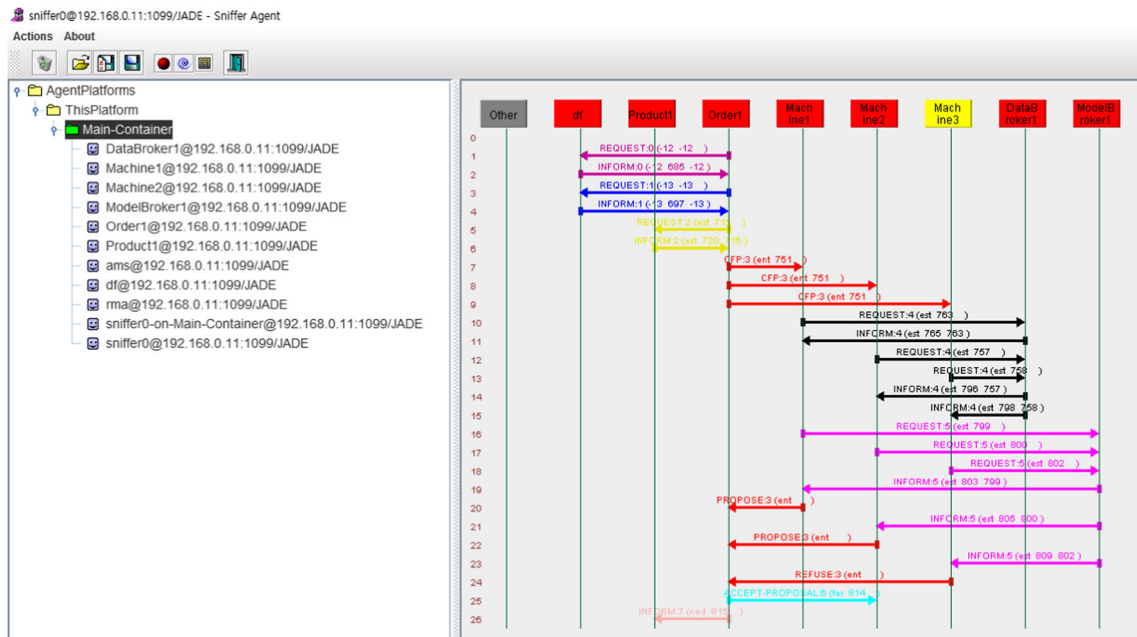 sniffer0@192.168.0.11:1099/JADE - Sniffer Agent
Actions About
AgentPlatforms
ThisPlatform
Main-Container
DataBroker1@192.168.0.11:1099/JADE
Machine1@192.168.0.11:1099/JADE
Machine2@192.168.0.11:1099/JADE
ModelBroker1@192.168.0.11:1099/JADE
Order1@192.168.0.11:1099/JADE
Product1@192.168.0.11:1099/JADE
ams@192.168.0.11:1099/JADE
df@192.168.0.11:1099/JADE
rma@192.168.0.11:1099/JADE
sniffer0-on-Main-Container@192.168.0.11:1099/JADE
sniffer0@192.168.0.11:1099/JADE
Other
df
Product1
Order1
Mach
ine1
Mach
ine2
Mach
ine3
DataB
roker1
ModelB
roker1
0
1
REQUEST:0 (-12 -12 )
2
INFORM:0 (-12 685 -12 )
3
REQUEST:1 (-13 -13 )
4
INFORM:1 (-13 697 -13 )
5
REQUEST:2 (est 715 )
6
INFORM:2 (est 720 715 )
7
CFP:3 (ent 751 )
8
CFP:3 (ent 751 )
9
CFP:3 (ent 751 )
10
REQUEST:4 (est 763 )
11
INFORM:4 (est 765 763 )
12
REQUEST:4 (est 757 )
13
REQUEST:4 (est 758 )
14
INFORM:4 (est 796 757 )
15
INFORM:4 (est 798 758 )
16
REQUEST:5 (est 799 )
17
REQUEST:5 (est 800 )
18
REQUEST:5 (est 802 )
19
INFORM:5 (est 803 799 )
20
PROPOSE:3 (ent )
21
INFORM:5 (est 805 800 )
22
PROPOSE:3 (ent )
23
INFORM:5 (est 809 802 )
24
REFUSE:3 (ent )
25
ACCEPT-PROPOSAL:6 (fer 814 )
26
INFORM:7 (ned 815 )